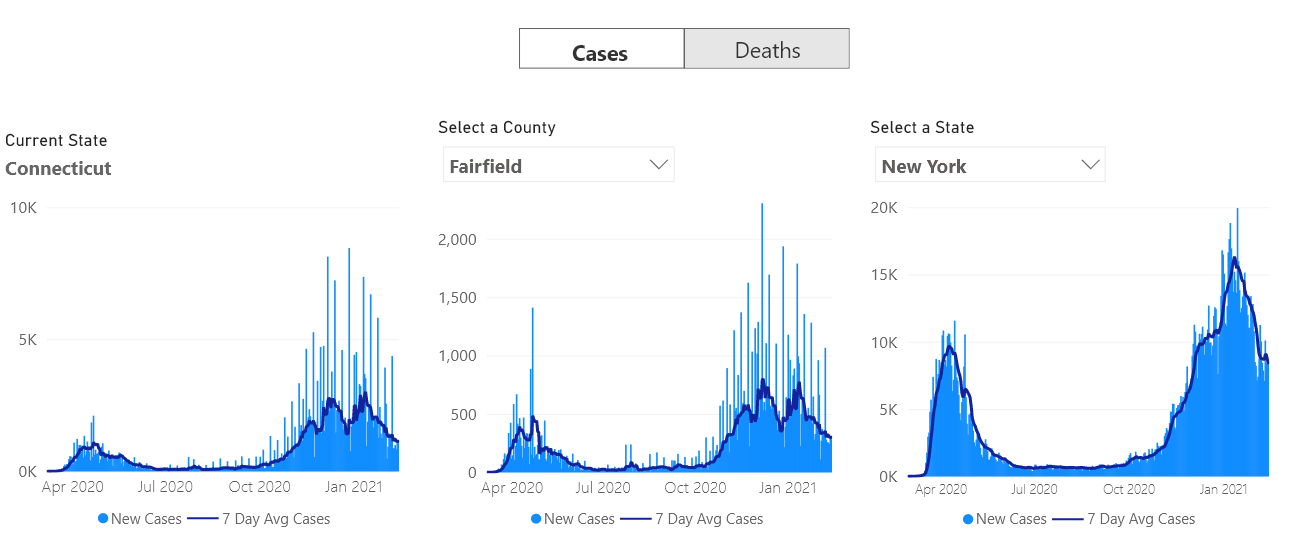 Cases Deaths
Current State
Connecticut
10K
5K
0K
Apr 2020 Jul 2020 Oct 2020 Jan 2021
New Cases 7 Day Avg Cases
Select a County
Fairfield
2,000
1,500
1,000
500
0
Apr 2020 Jul 2020 Oct 2020 Jan 2021
New Cases 7 Day Avg Cases
Select a State
New York
20K
15K
10K
5K
0K
Apr 2020 Jul 2020 Oct 2020 Jan 2021
New Cases 7 Day Avg Cases